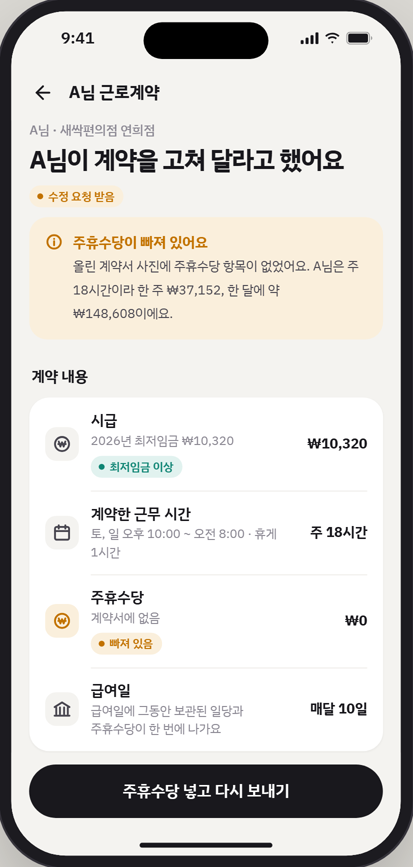 9:41
A님 근로계약
A님 · 새싹편의점 연희점
A님이 계약을 고쳐 달라고 했어요
수정 요청 받음
주휴수당이 빠져 있어요
올린 계약서 사진에 주휴수당 항목이 없었어요. A님은 주
18시간이라 한 주 ₩37,152, 한 달에 약
₩148,608이에요.
계약 내용
시급
2026년 최저임금 ₩10,320
최저임금 이상
₩10,320
계약한 근무 시간
토, 일 오후 10:00 ~ 오전 8:00 · 휴게
1시간
주 18시간
주휴수당
계약서에 없음
빠져 있음
₩0
급여일
급여일에 그동안 보관된 일당과
주휴수당이 한 번에 나가요
매달 10일
주휴수당 넣고 다시 보내기